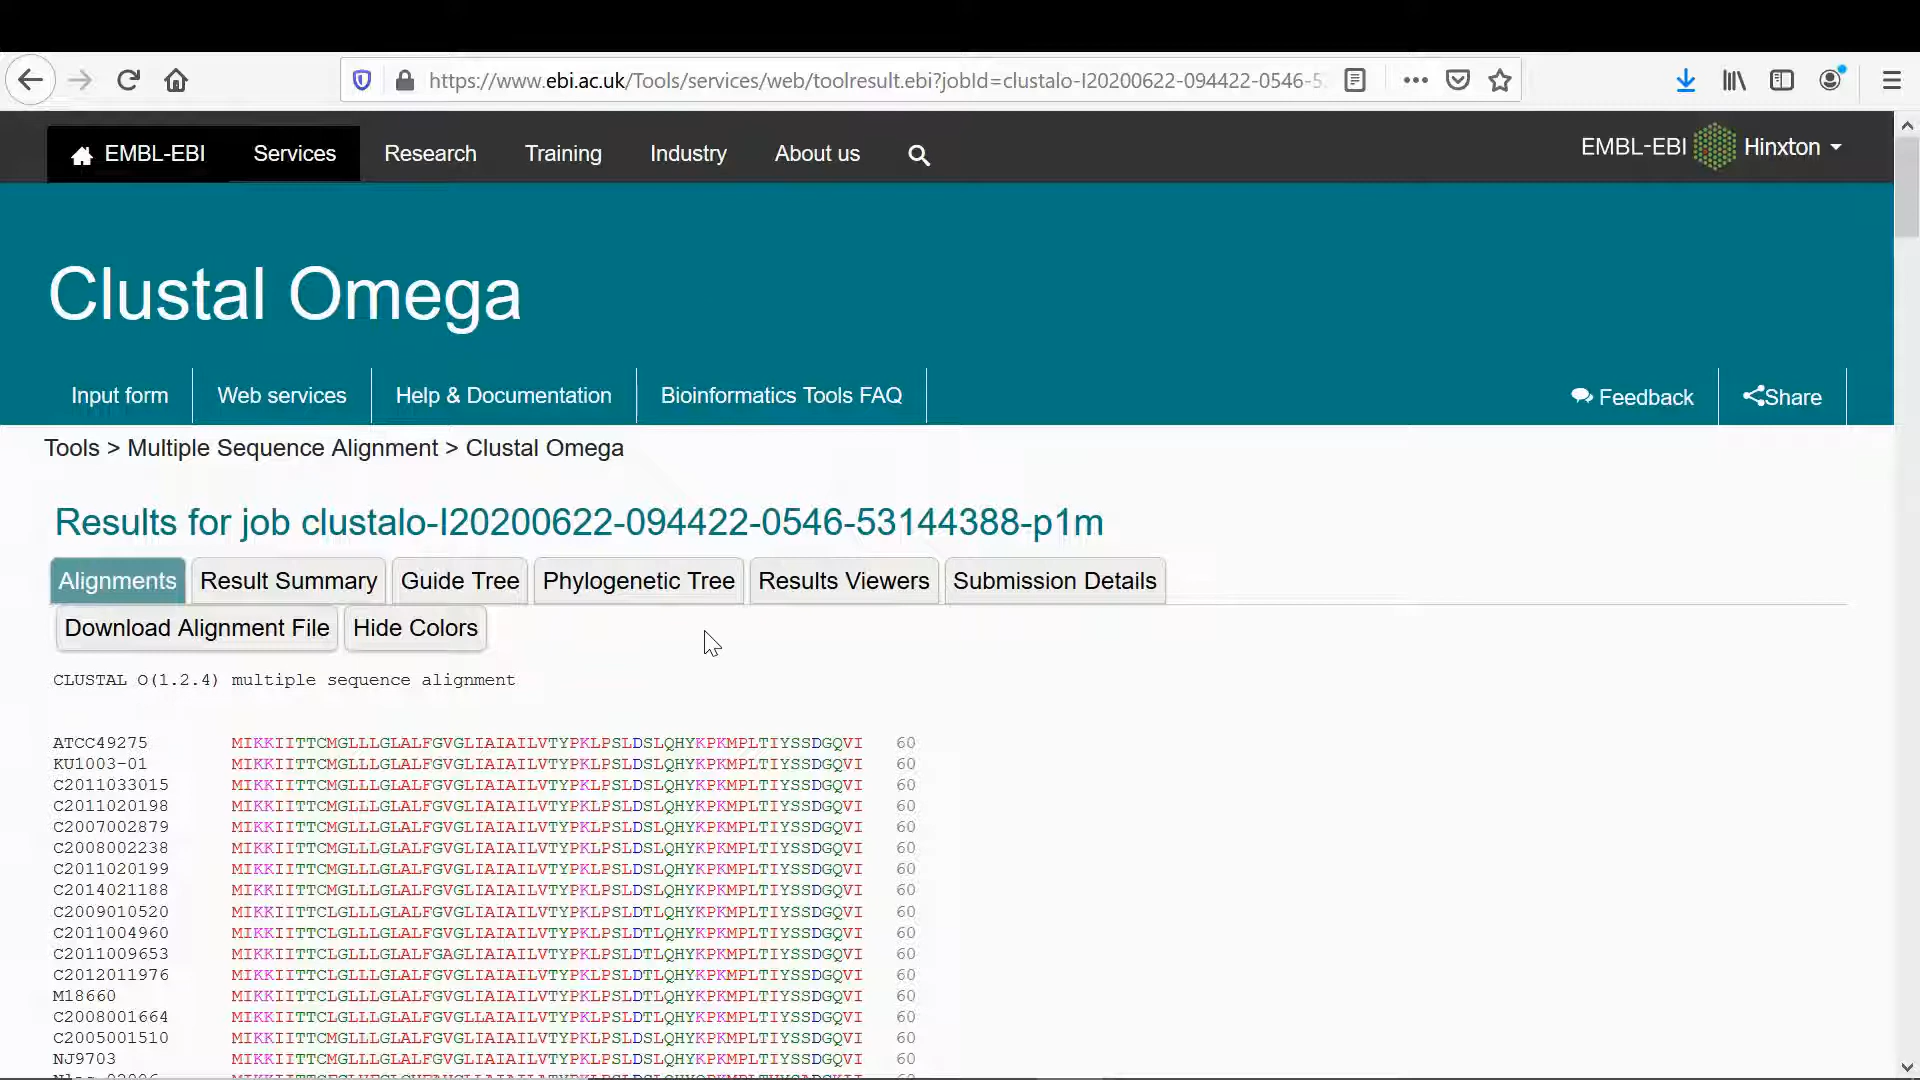 https://www.ebi.ac.uk/Tools/services/web/toolresult.ebi?jobId=clustalo-I20200622-094422-0546-5
EMBL-EBI Services Research Training Industry About us EMBL-EBI Hinxton
Clustal Omega
Input form Web services Help & Documentation Bioinformatics Tools FAQ Feedback Share
Tools > Multiple Sequence Alignment > Clustal Omega
Results for job clustalo-I20200622-094422-0546-53144388-p1m
Alignments Result Summary Guide Tree Phylogenetic Tree Results Viewers Submission Details
Download Alignment File Hide Colors
CLUSTAL O(1.2.4) multiple sequence alignment
ATCC49275 MIKKIITTCMGLLLGLALFGVGLIAIAILVTYPKLPSLDSLQHYKPKMPLTIYSSDGQVI 60
KU1003-01 MIKKIITTCMGLLLGLALFGVGLIAIAILVTYPKLPSLDSLQHYKPKMPLTIYSSDGQVI 60
C2011033015 MIKKIITTCMGLLLGLALFGVGLIAIAILVTYPKLPSLDSLQHYKPKMPLTIYSSDGQVI 60
C2011020198 MIKKIITTCMGLLLGLALFGVGLIAIAILVTYPKLPSLDSLQHYKPKMPLTIYSSDGQVI 60
C2007002879 MIKKIITTCMGLLLGLALFGVGLIAIAILVTYPKLPSLDSLQHYKPKMPLTIYSSDGQVI 60
C2008002238 MIKKIITTCMGLLLGLALFGVGLIAIAILVTYPKLPSLDSLQHYKPKMPLTIYSSDGQVI 60
C2011020199 MIKKIITTCMGLLLGLALFGVGLIAIAILVTYPKLPSLDSLQHYKPKMPLTIYSSDGQVI 60
C2014021188 MIKKIITTCMGLLLGLALFGVGLIAIAILVTYPKLPSLDSLQHYKPKMPLTIYSSDGQVI 60
C2009010520 MIKKIITTCLGLLLGLALFGVGLIAIAILVTYPKLPSLDTLQHYKPKMPLTIYSSDGQVI 60
C2011004960 MIKKIITTCLGLLLGLALFGVGLIAIAILVTYPKLPSLDTLQHYKPKMPLTIYSSDGQVI 60
C2011009653 MIKKIITTCLGLLLGLALFGAGLIAIAILVTYPKLPSLDTLQHYKPKMPLTIYSSDGQVI 60
C2012011976 MIKKIITTCLGLLLGLALFGVGLIAIAILVTYPKLPSLDTLQHYKPKMPLTIYSSDGQVI 60
M18660 MIKKIITTCLGLLLGLALFGVGLIAIAILVTYPKLPSLDTLQHYKPKMPLTIYSSDGQVI 60
C2008001664 MIKKIITTCLGLLLGLALFGVGLLAIAILVTYPKLPSLDTLQHYKPKMPLTIYSSDGQVI 60
C2005001510 MIKKIITTCLGLLLGLALFGVGLIAIAILVTYPKLPSLDTLQHYKPKMPLTIYSSDGQVI 60
NJ9703 MIKKIITTCLGLLLGLALFGVGLIAIAILVTYPKLPSLDTLQHYKPKMPLTIYSSDGQVI 60